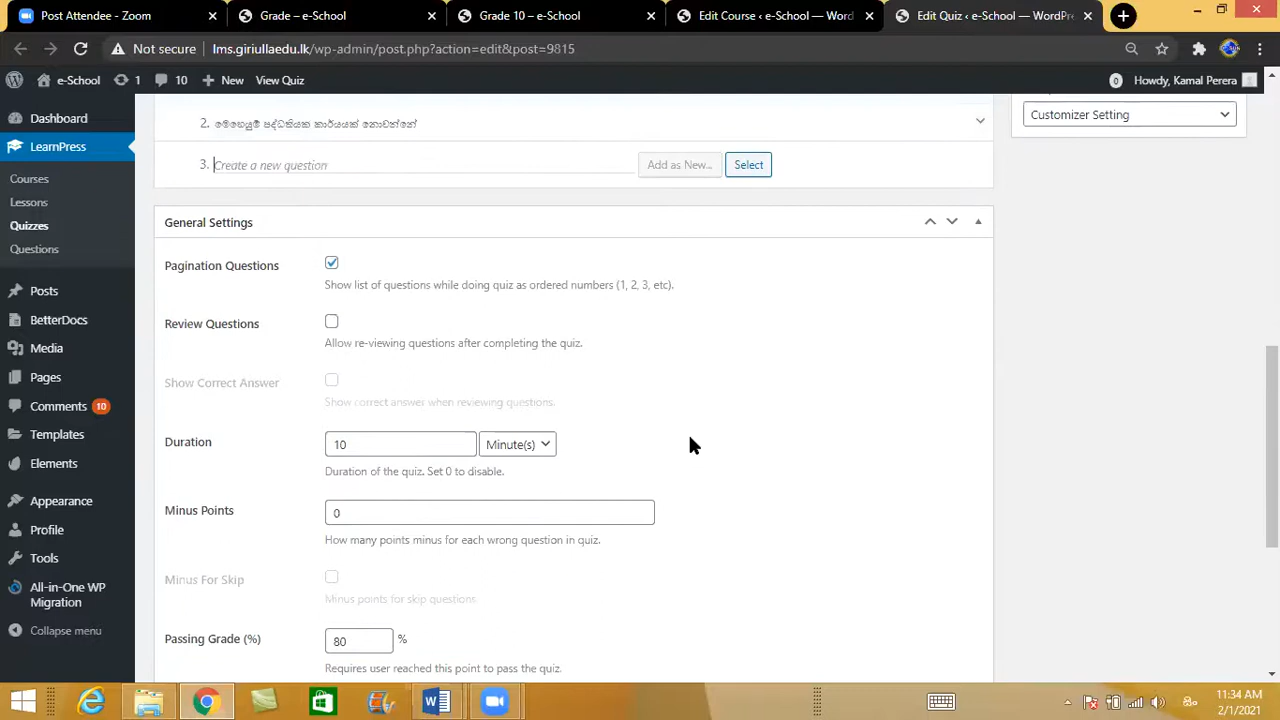 Post Attendee - Zoom
Grade – e-School
Grade 10 – e-School
Edit Course ‹ e-School — Word
Edit Quiz ‹ e-School — WordPre
Not secure
lms.giriullaedu.lk/wp-admin/post.php?action=edit&post=9815
e-School
1
10
New
View Quiz
0
Howdy, Kamal Perera
Dashboard
LearnPress
Courses
Lessons
Quizzes
Questions
Posts
BetterDocs
Media
Pages
Comments 10
Templates
Elements
Appearance
Profile
Tools
All-in-One WP
Migration
Collapse menu
2. මෙහෙයුම් පද්ධතියක කාර්යයක් නොවන්නේ
3. Create a new question
Add as New...
Select
Customizer Setting
General Settings
Pagination Questions
Show list of questions while doing quiz as ordered numbers (1, 2, 3, etc).
Review Questions
Allow re-viewing questions after completing the quiz.
Show Correct Answer
Show correct answer when reviewing questions.
Duration
10
Minute(s)
Duration of the quiz. Set 0 to disable.
Minus Points
0
How many points minus for each wrong question in quiz.
Minus For Skip
Minus points for skip questions
Passing Grade (%)
80
%
Requires user reached this point to pass the quiz.
11:34 AM
2/1/2021